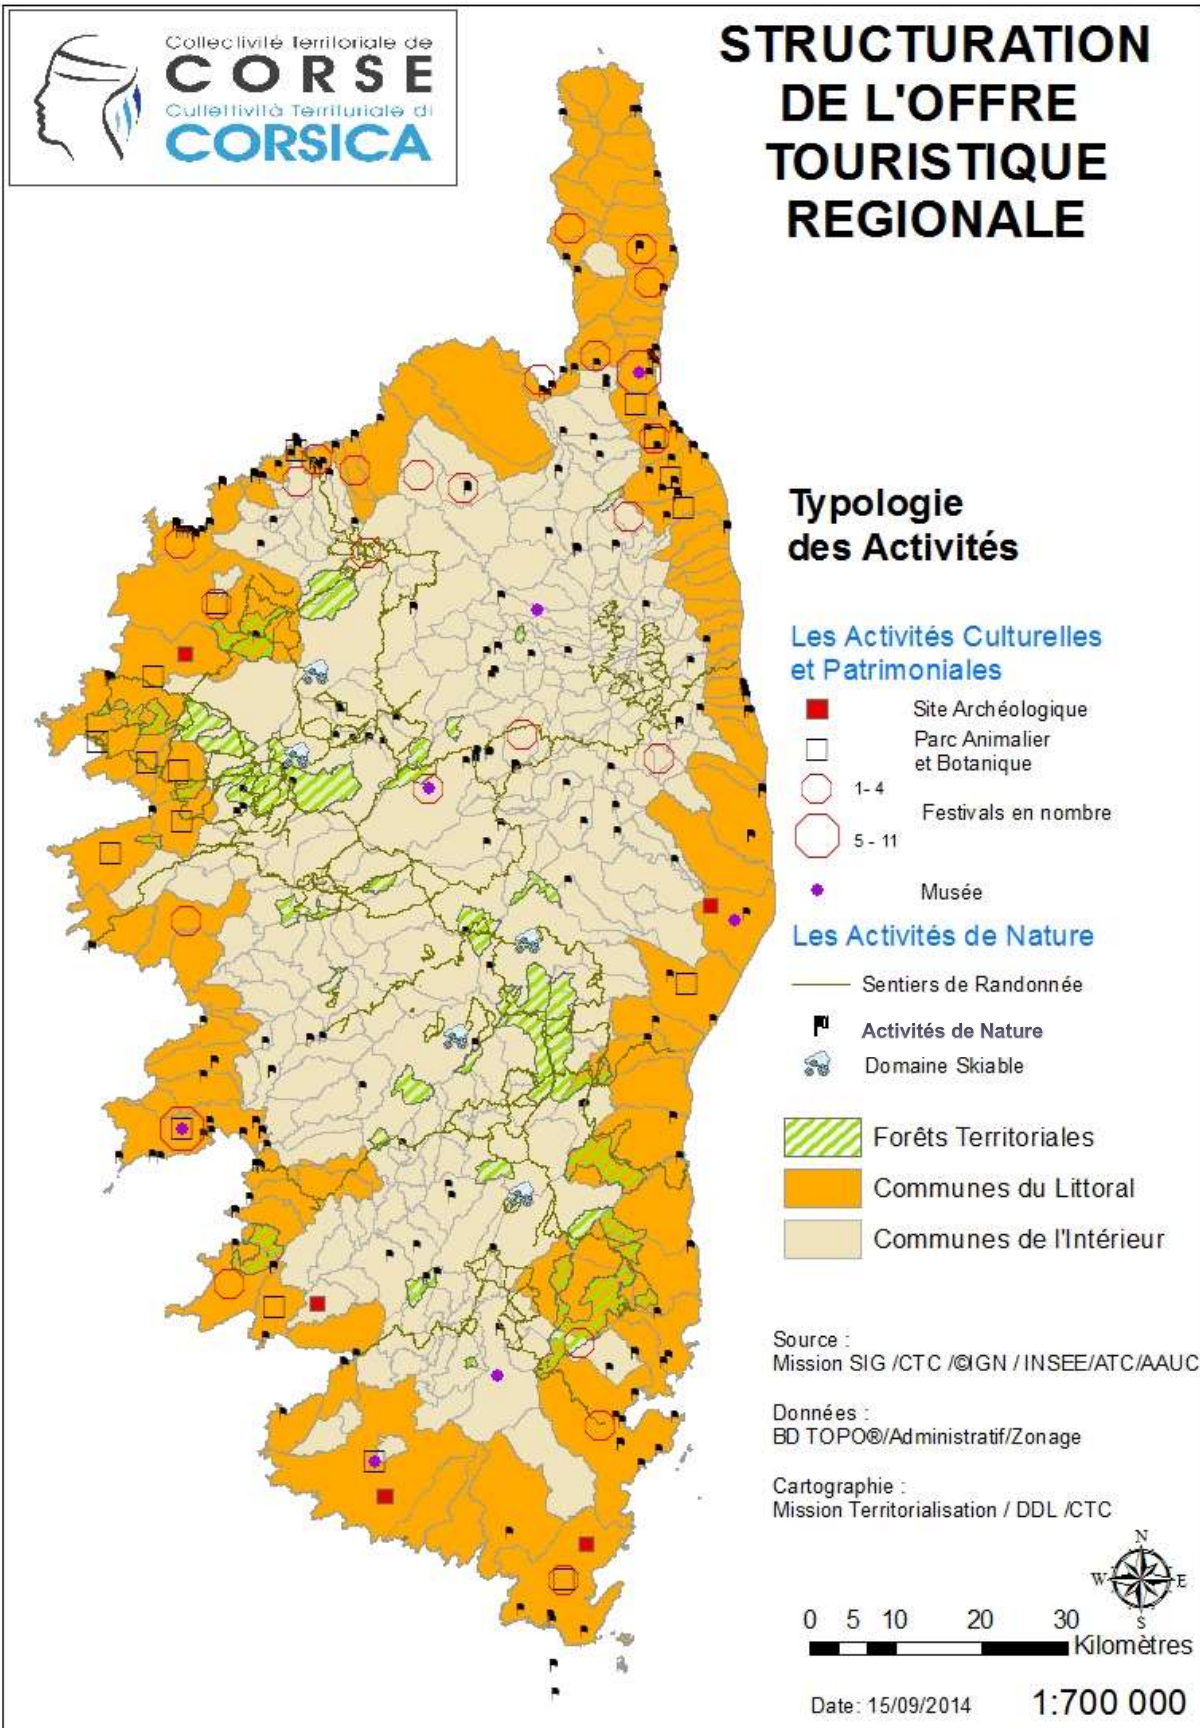 Collectivité Territoriale de
CORSE
Cullettività Territuriale di
CORSICA
STRUCTURATION
DE L'OFFRE
TOURISTIQUE
REGIONALE
Typologie
des Activités
Les Activités Culturelles
et Patrimoniales
Site Archéologique
Parc Animalier
et Botanique
1- 4
Festivals en nombre
5 - 11
Musée
Les Activités de Nature
Sentiers de Randonnée
Activités de Nature
Domaine Skiable
Forêts Territoriales
Communes du Littoral
Communes de l'Intérieur
Source :
Mission SIG /CTC /©IGN / INSEE/ATC/AAUC
Données :
BD TOPO®/Administratif/Zonage
Cartographie :
Mission Territorialisation / DDL /CTC
N
W E
S
0 5 10 20 30
Kilomètres
Date: 15/09/2014 1:700 000